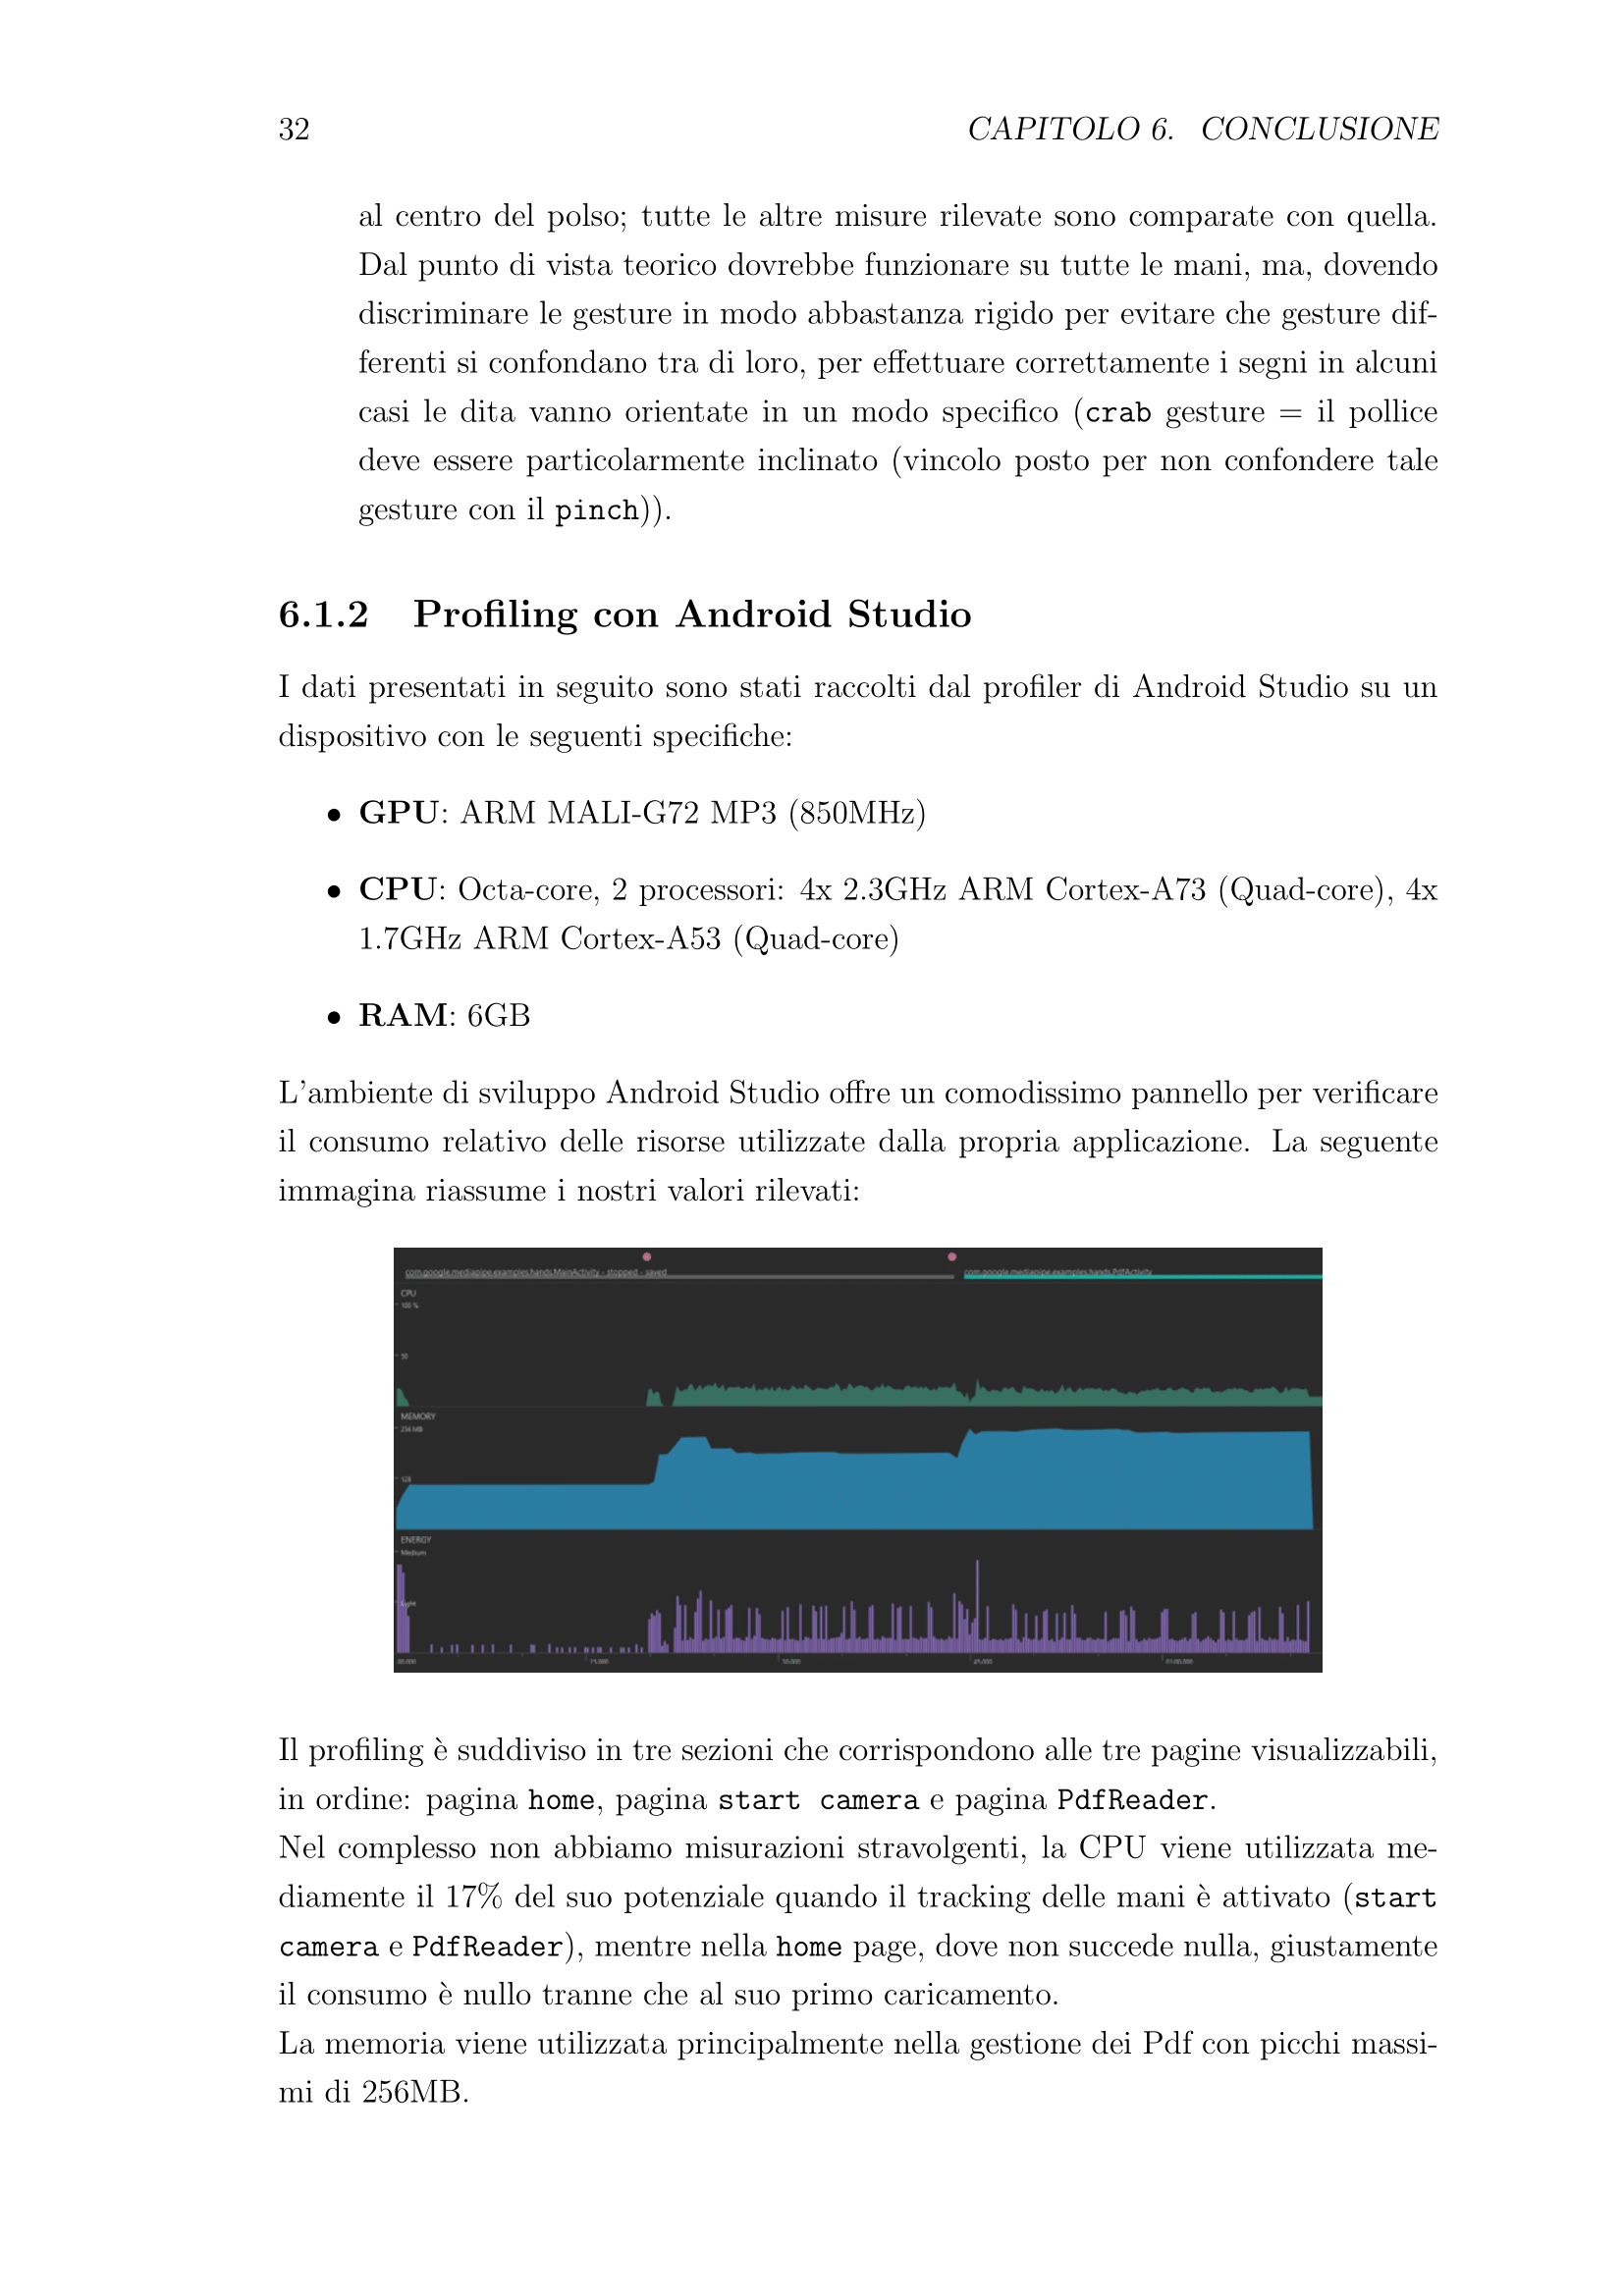 32 CAPITOLO 6. CONCLUSIONE
al centro del polso; tutte le altre misure rilevate sono comparate con quella.
Dal punto di vista teorico dovrebbe funzionare su tutte le mani, ma, dovendo
discriminare le gesture in modo abbastanza rigido per evitare che gesture dif-
ferenti si confondano tra di loro, per effettuare correttamente i segni in alcuni
casi le dita vanno orientate in un modo specifico (crab gesture = il pollice
deve essere particolarmente inclinato (vincolo posto per non confondere tale
gesture con il pinch)).
6.1.2 Profiling con Android Studio
I dati presentati in seguito sono stati raccolti dal profiler di Android Studio su un
dispositivo con le seguenti specifiche:
• GPU: ARM MALI-G72 MP3 (850MHz)
• CPU: Octa-core, 2 processori: 4x 2.3GHz ARM Cortex-A73 (Quad-core), 4x
1.7GHz ARM Cortex-A53 (Quad-core)
• RAM: 6GB
L'ambiente di sviluppo Android Studio offre un comodissimo pannello per verificare
il consumo relativo delle risorse utilizzate dalla propria applicazione. La seguente
immagina riassume i nostri valori rilevati:
com.google.mediapipe.examples.hands.MainActivity - stopped - saved com.google.mediapipe.examples.hands.PdfActivity
CPU
100 %
50
MEMORY
256 MB
128
ENERGY
Medium
Light
15.000 30.000 45.000
Il profiling è suddiviso in tre sezioni che corrispondono alle tre pagine visualizzabili,
in ordine: pagina home, pagina start camera e pagina PdfReader.
Nel complesso non abbiamo misurazioni stravolgenti, la CPU viene utilizzata me-
diamente il 17% del suo potenziale quando il tracking delle mani è attivato (start
camera e PdfReader), mentre nella home page, dove non succede nulla, giustamente
il consumo è nullo tranne che al suo primo caricamento.
La memoria viene utilizzata principalmente nella gestione dei Pdf con picchi massi-
mi di 256MB.